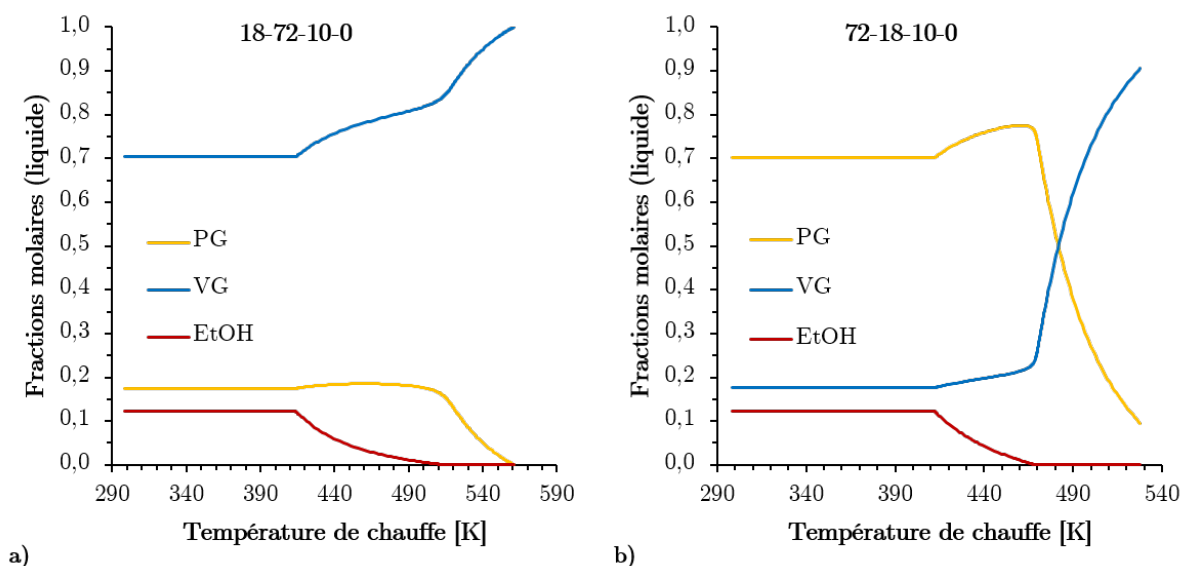 18-72-10-0
Fractions molaires (liquide)
1,0
0,9
0,8
0,7
0,6
0,5
0,4
0,3
0,2
0,1
0,0
PG
VG
EtOH
290 340 390 440 490 540 590
Température de chauffe [K]
a)
72-18-10-0
Fractions molaires (liquide)
1,0
0,9
0,8
0,7
0,6
0,5
0,4
0,3
0,2
0,1
0,0
PG
VG
EtOH
290 340 390 440 490 540
Température de chauffe [K]
b)